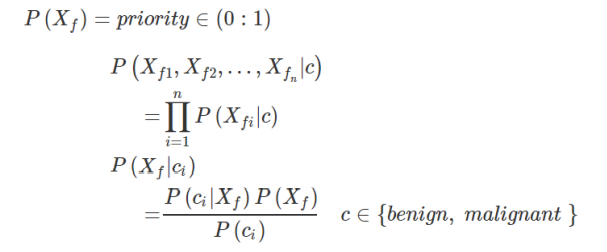 P (X_f) = priority ∈ (0 : 1)
P (X_{f1}, X_{f2}, . . . , X_{f_n} | c)
= ∏_{i=1}^{n} P (X_{fi} | c)
P (X_f | c_i)
= \frac{P (c_i | X_f) P (X_f)}{P (c_i)} c ∈ {benign, malignant }